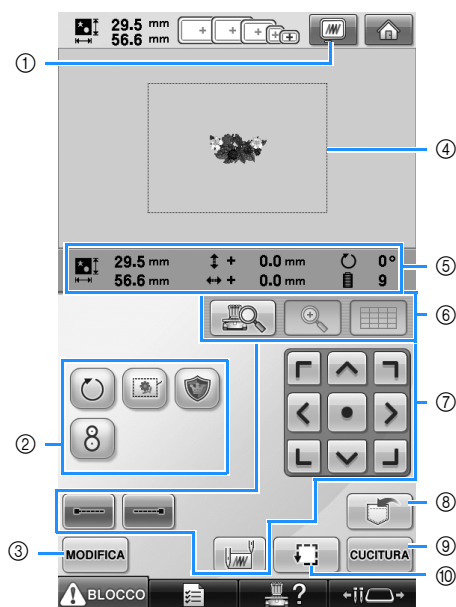 29.5 mm
56.6 mm
①
④
29.5 mm + 0.0 mm 0°
56.6 mm + 0.0 mm 9
⑤
⑥
②
8
⑦
⑧
③
MODIFICA
CUCITURA
⑨
⑩
BLOCCO
?